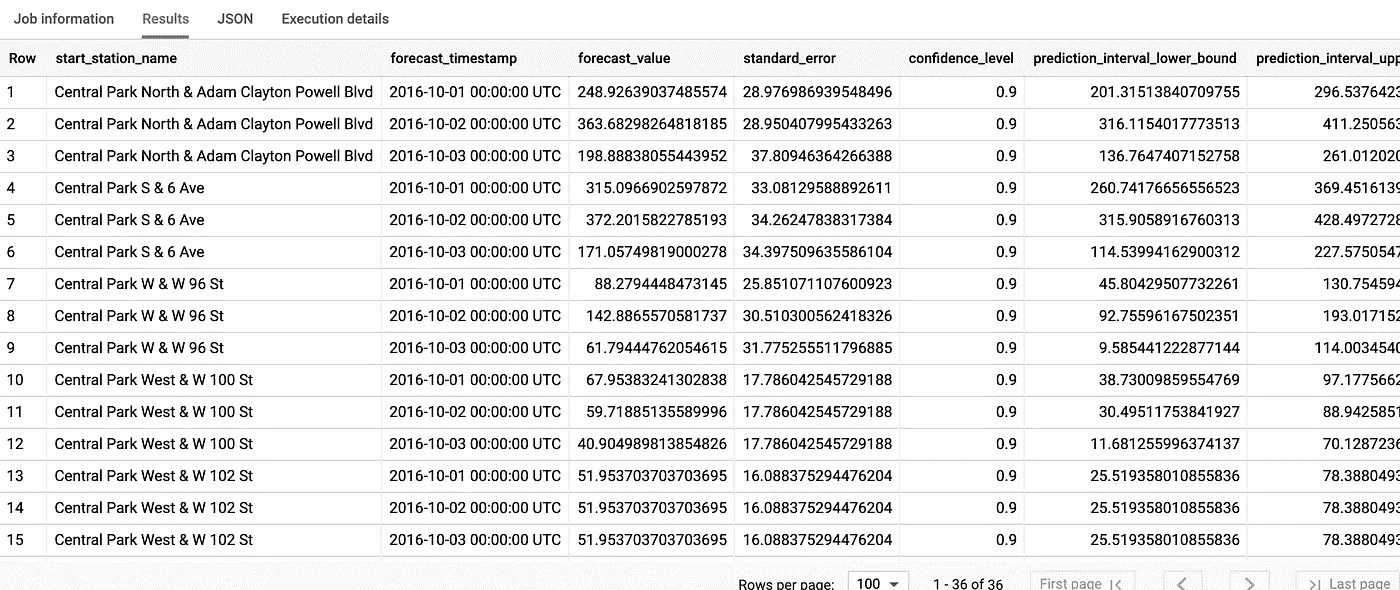 Job information Results JSON Execution details
Row start_station_name forecast_timestamp forecast_value standard_error confidence_level prediction_interval_lower_bound prediction_interval_upp
1 Central Park North & Adam Clayton Powell Blvd 2016-10-01 00:00:00 UTC 248.92639037485574 28.976986939548496 0.9 201.31513840709755 296.5376423
2 Central Park North & Adam Clayton Powell Blvd 2016-10-02 00:00:00 UTC 363.68298264818185 28.950407995433263 0.9 316.1154017773513 411.250563
3 Central Park North & Adam Clayton Powell Blvd 2016-10-03 00:00:00 UTC 198.88838055443952 37.80946364266388 0.9 136.7647407152758 261.012020
4 Central Park S & 6 Ave 2016-10-01 00:00:00 UTC 315.0966902597872 33.08129588892611 0.9 260.74176656556523 369.4516139
5 Central Park S & 6 Ave 2016-10-02 00:00:00 UTC 372.2015822785193 34.26247838317384 0.9 315.9058916760313 428.4972728
6 Central Park S & 6 Ave 2016-10-03 00:00:00 UTC 171.05749819000278 34.397509635586104 0.9 114.53994162900312 227.5750547
7 Central Park W & W 96 St 2016-10-01 00:00:00 UTC 88.2794448473145 25.851071107600923 0.9 45.80429507732261 130.754594
8 Central Park W & W 96 St 2016-10-02 00:00:00 UTC 142.8865570581737 30.510300562418326 0.9 92.75596167502351 193.017152
9 Central Park W & W 96 St 2016-10-03 00:00:00 UTC 61.79444762054615 31.775255511796885 0.9 9.585441222877144 114.0034540
10 Central Park West & W 100 St 2016-10-01 00:00:00 UTC 67.95383241302838 17.786042545729188 0.9 38.73009859554769 97.1775662
11 Central Park West & W 100 St 2016-10-02 00:00:00 UTC 59.71885135589996 17.786042545729188 0.9 30.49511753841927 88.9425851
12 Central Park West & W 100 St 2016-10-03 00:00:00 UTC 40.904989813854826 17.786042545729188 0.9 11.681255996374137 70.1287236
13 Central Park West & W 102 St 2016-10-01 00:00:00 UTC 51.953703703703695 16.088375294476204 0.9 25.519358010855836 78.3880493
14 Central Park West & W 102 St 2016-10-02 00:00:00 UTC 51.953703703703695 16.088375294476204 0.9 25.519358010855836 78.3880493
15 Central Park West & W 102 St 2016-10-03 00:00:00 UTC 51.953703703703695 16.088375294476204 0.9 25.519358010855836 78.3880493
Rows per page: 100 1 - 36 of 36 First page Last page